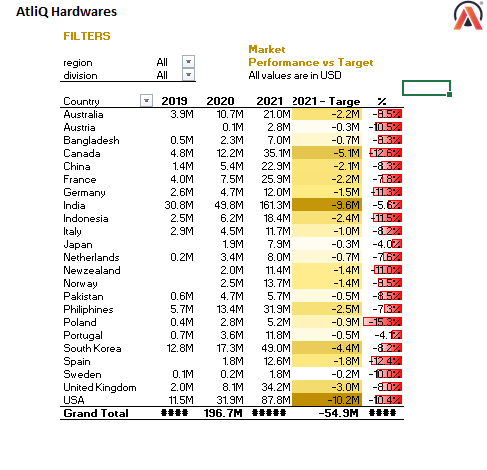 AtliQ Hardwares
FILTERS
Market
region All Performance vs Target
division All All values are in USD
Country 2019 2020 2021 2021 - Targe %
Australia 3.9M 10.7M 21.0M -2.2M -9.5%
Austria 0.1M 2.8M -0.3M -10.5%
Bangladesh 0.5M 2.3M 7.0M -0.7M -9.3%
Canada 4.8M 12.2M 35.1M -5.1M -12.6%
China 1.4M 5.4M 22.9M -2.1M -8.3%
France 4.0M 7.5M 25.9M -2.2M -7.8%
Germany 2.6M 4.7M 12.0M -1.5M -11.3%
India 30.8M 49.8M 161.3M -9.6M -5.6%
Indonesia 2.5M 6.2M 18.4M -2.4M -11.5%
Italy 2.9M 4.5M 11.7M -1.0M -8.2%
Japan 1.9M 7.9M -0.3M -4.0%
Netherlands 0.2M 3.4M 8.0M -0.7M -7.6%
Newzealand 2.0M 11.4M -1.4M -11.0%
Norway 2.5M 13.7M -1.4M -9.5%
Pakistan 0.6M 4.7M 5.7M -0.5M -8.5%
Philiphines 5.7M 13.4M 31.9M -2.5M -7.3%
Poland 0.4M 2.8M 5.2M -0.9M -15.3%
Portugal 0.7M 3.6M 11.8M -0.5M -4.1%
South Korea 12.8M 17.3M 49.0M -4.4M -8.2%
Spain 1.8M 12.6M -1.8M -12.4%
Sweden 0.1M 0.2M 1.8M -0.2M -10.0%
United Kingdom 2.0M 8.1M 34.2M -3.0M -8.0%
USA 11.5M 31.9M 87.8M -10.2M -10.4%
Grand Total #### 196.7M ##### -54.9M ####